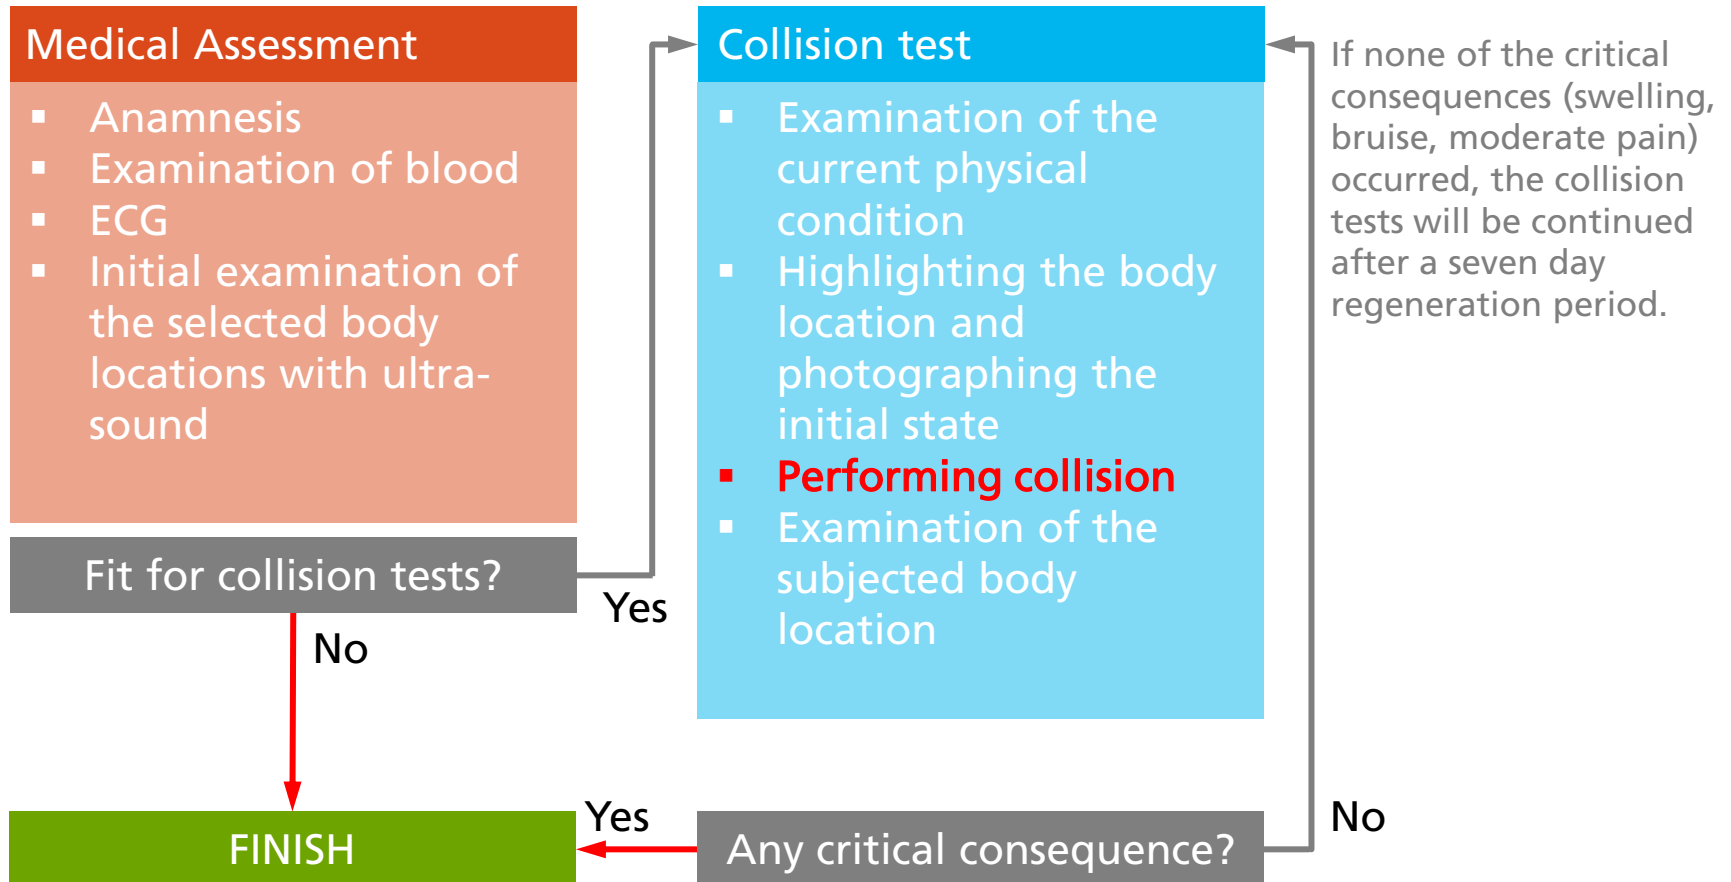 Medical Assessment
▪ Anamnesis
▪ Examination of blood
▪ ECG
▪ Initial examination of
the selected body
locations with ultra-
sound
Fit for collision tests?
Yes
No
Collision test
▪ Examination of the
current physical
condition
▪ Highlighting the body
location and
photographing the
initial state
▪ Performing collision
▪ Examination of the
subjected body
location
If none of the critical
consequences (swelling,
bruise, moderate pain)
occurred, the collision
tests will be continued
after a seven day
regeneration period.
Any critical consequence?
Yes
No
FINISH